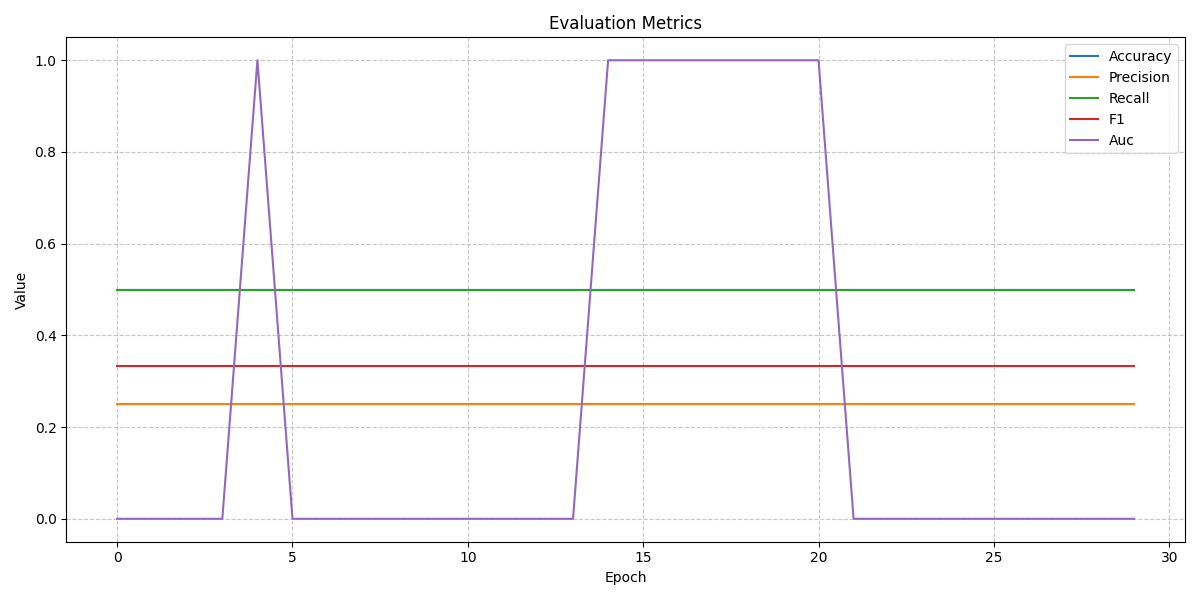 Evaluation Metrics
Accuracy
Precision
Recall
F1
Auc
Value
1.0
0.8
0.6
0.4
0.2
0.0
0 5 10 15 20 25 30
Epoch